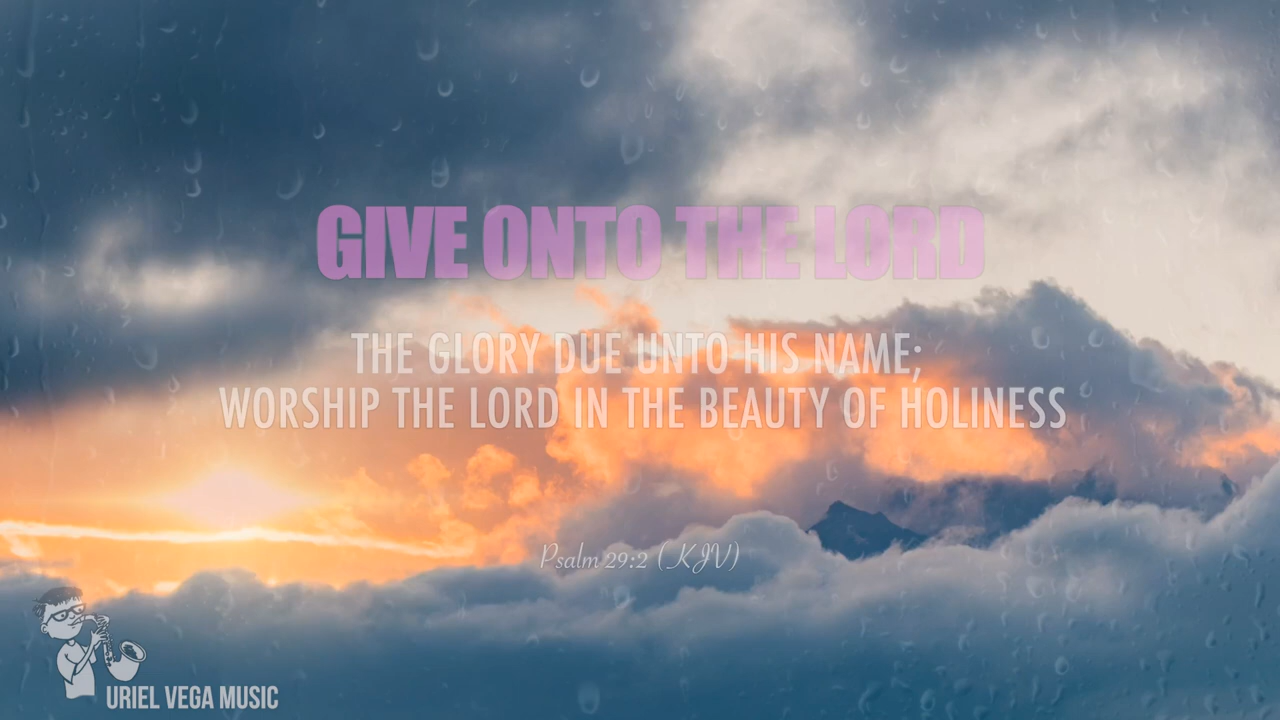 GIVE ONTO THE LORD
THE GLORY DUE UNTO HIS NAME;
WORSHIP THE LORD IN THE BEAUTY OF HOLINESS
Psalm 29:2 (KJV)
URIEL VEGA MUSIC